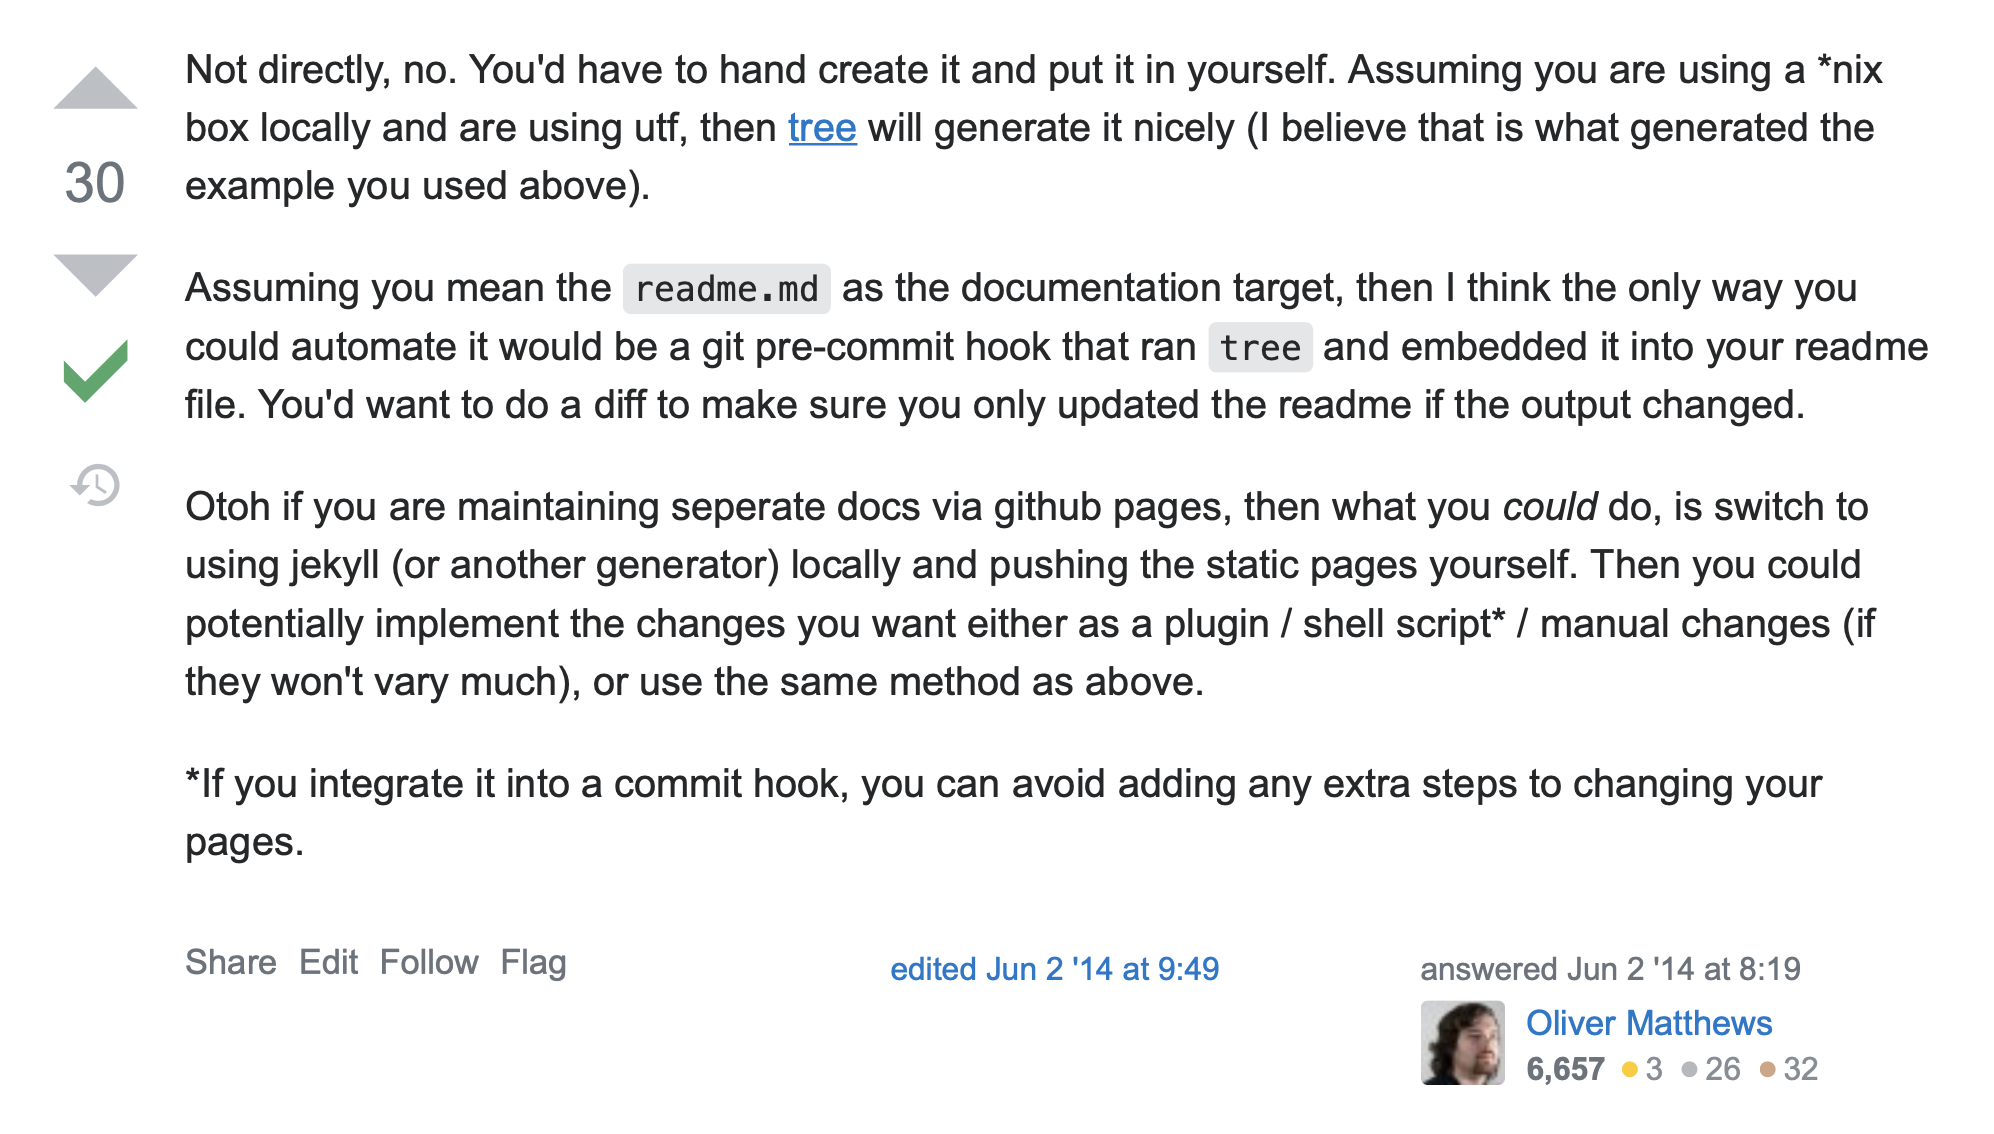 Not directly, no. You'd have to hand create it and put it in yourself. Assuming you are using a *nix
box locally and are using utf, then tree will generate it nicely (I believe that is what generated the
example you used above).
30
Assuming you mean the readme.md as the documentation target, then I think the only way you
could automate it would be a git pre-commit hook that ran tree and embedded it into your readme
file. You'd want to do a diff to make sure you only updated the readme if the output changed.
Otoh if you are maintaining seperate docs via github pages, then what you could do, is switch to
using jekyll (or another generator) locally and pushing the static pages yourself. Then you could
potentially implement the changes you want either as a plugin / shell script* / manual changes (if
they won't vary much), or use the same method as above.
*If you integrate it into a commit hook, you can avoid adding any extra steps to changing your
pages.
Share Edit Follow Flag
edited Jun 2 '14 at 9:49
answered Jun 2 '14 at 8:19
Oliver Matthews
6,657 3 26 32